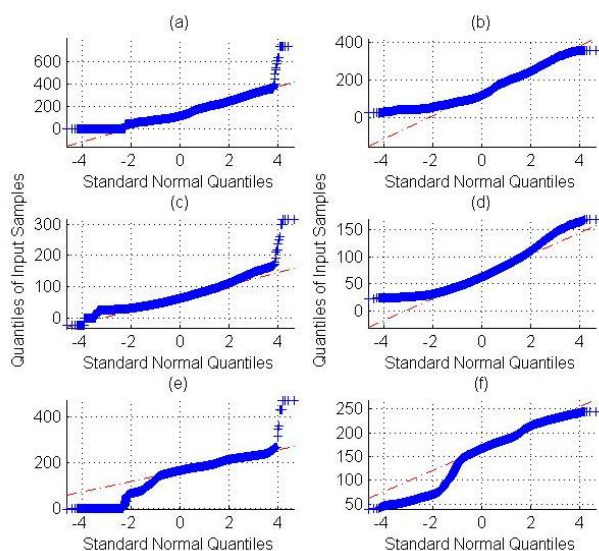 (a)
600
400
200
0
-4 -2 0 2 4
Standard Normal Quantiles
(b)
400
200
0
-4 -2 0 2 4
Standard Normal Quantiles
Quantiles of Input Samples
Quantiles of Input Samples
(c)
300
200
100
0
-4 -2 0 2 4
Standard Normal Quantiles
(d)
150
100
50
0
-4 -2 0 2 4
Standard Normal Quantiles
(e)
400
200
0
-4 -2 0 2 4
Standard Normal Quantiles
(f)
250
200
150
100
50
-4 -2 0 2 4
Standard Normal Quantiles